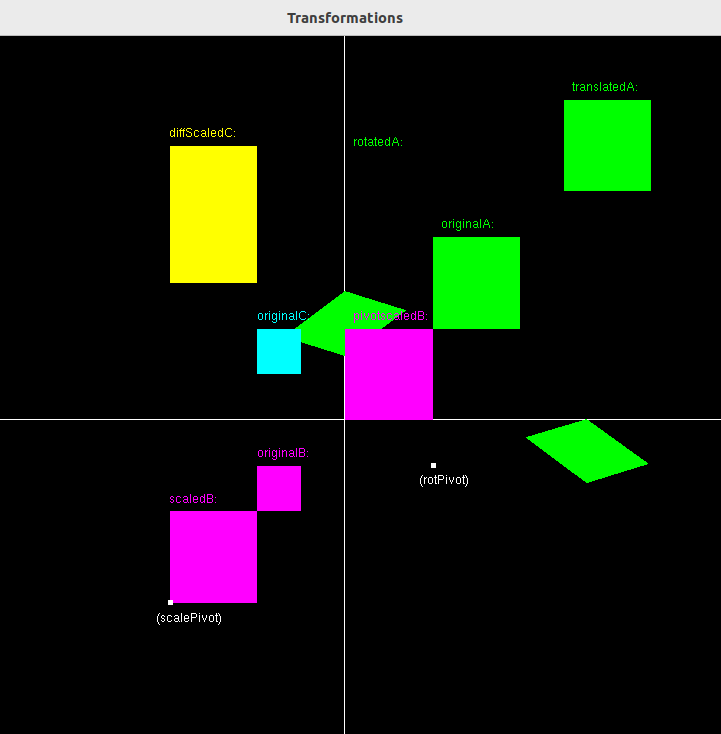 Transformations
translatedA:
diffScaledC:
rotatedA:
originalA:
originalC:
pivotscaledB:
originalB:
(rotPivot)
scaledB:
(scalePivot)